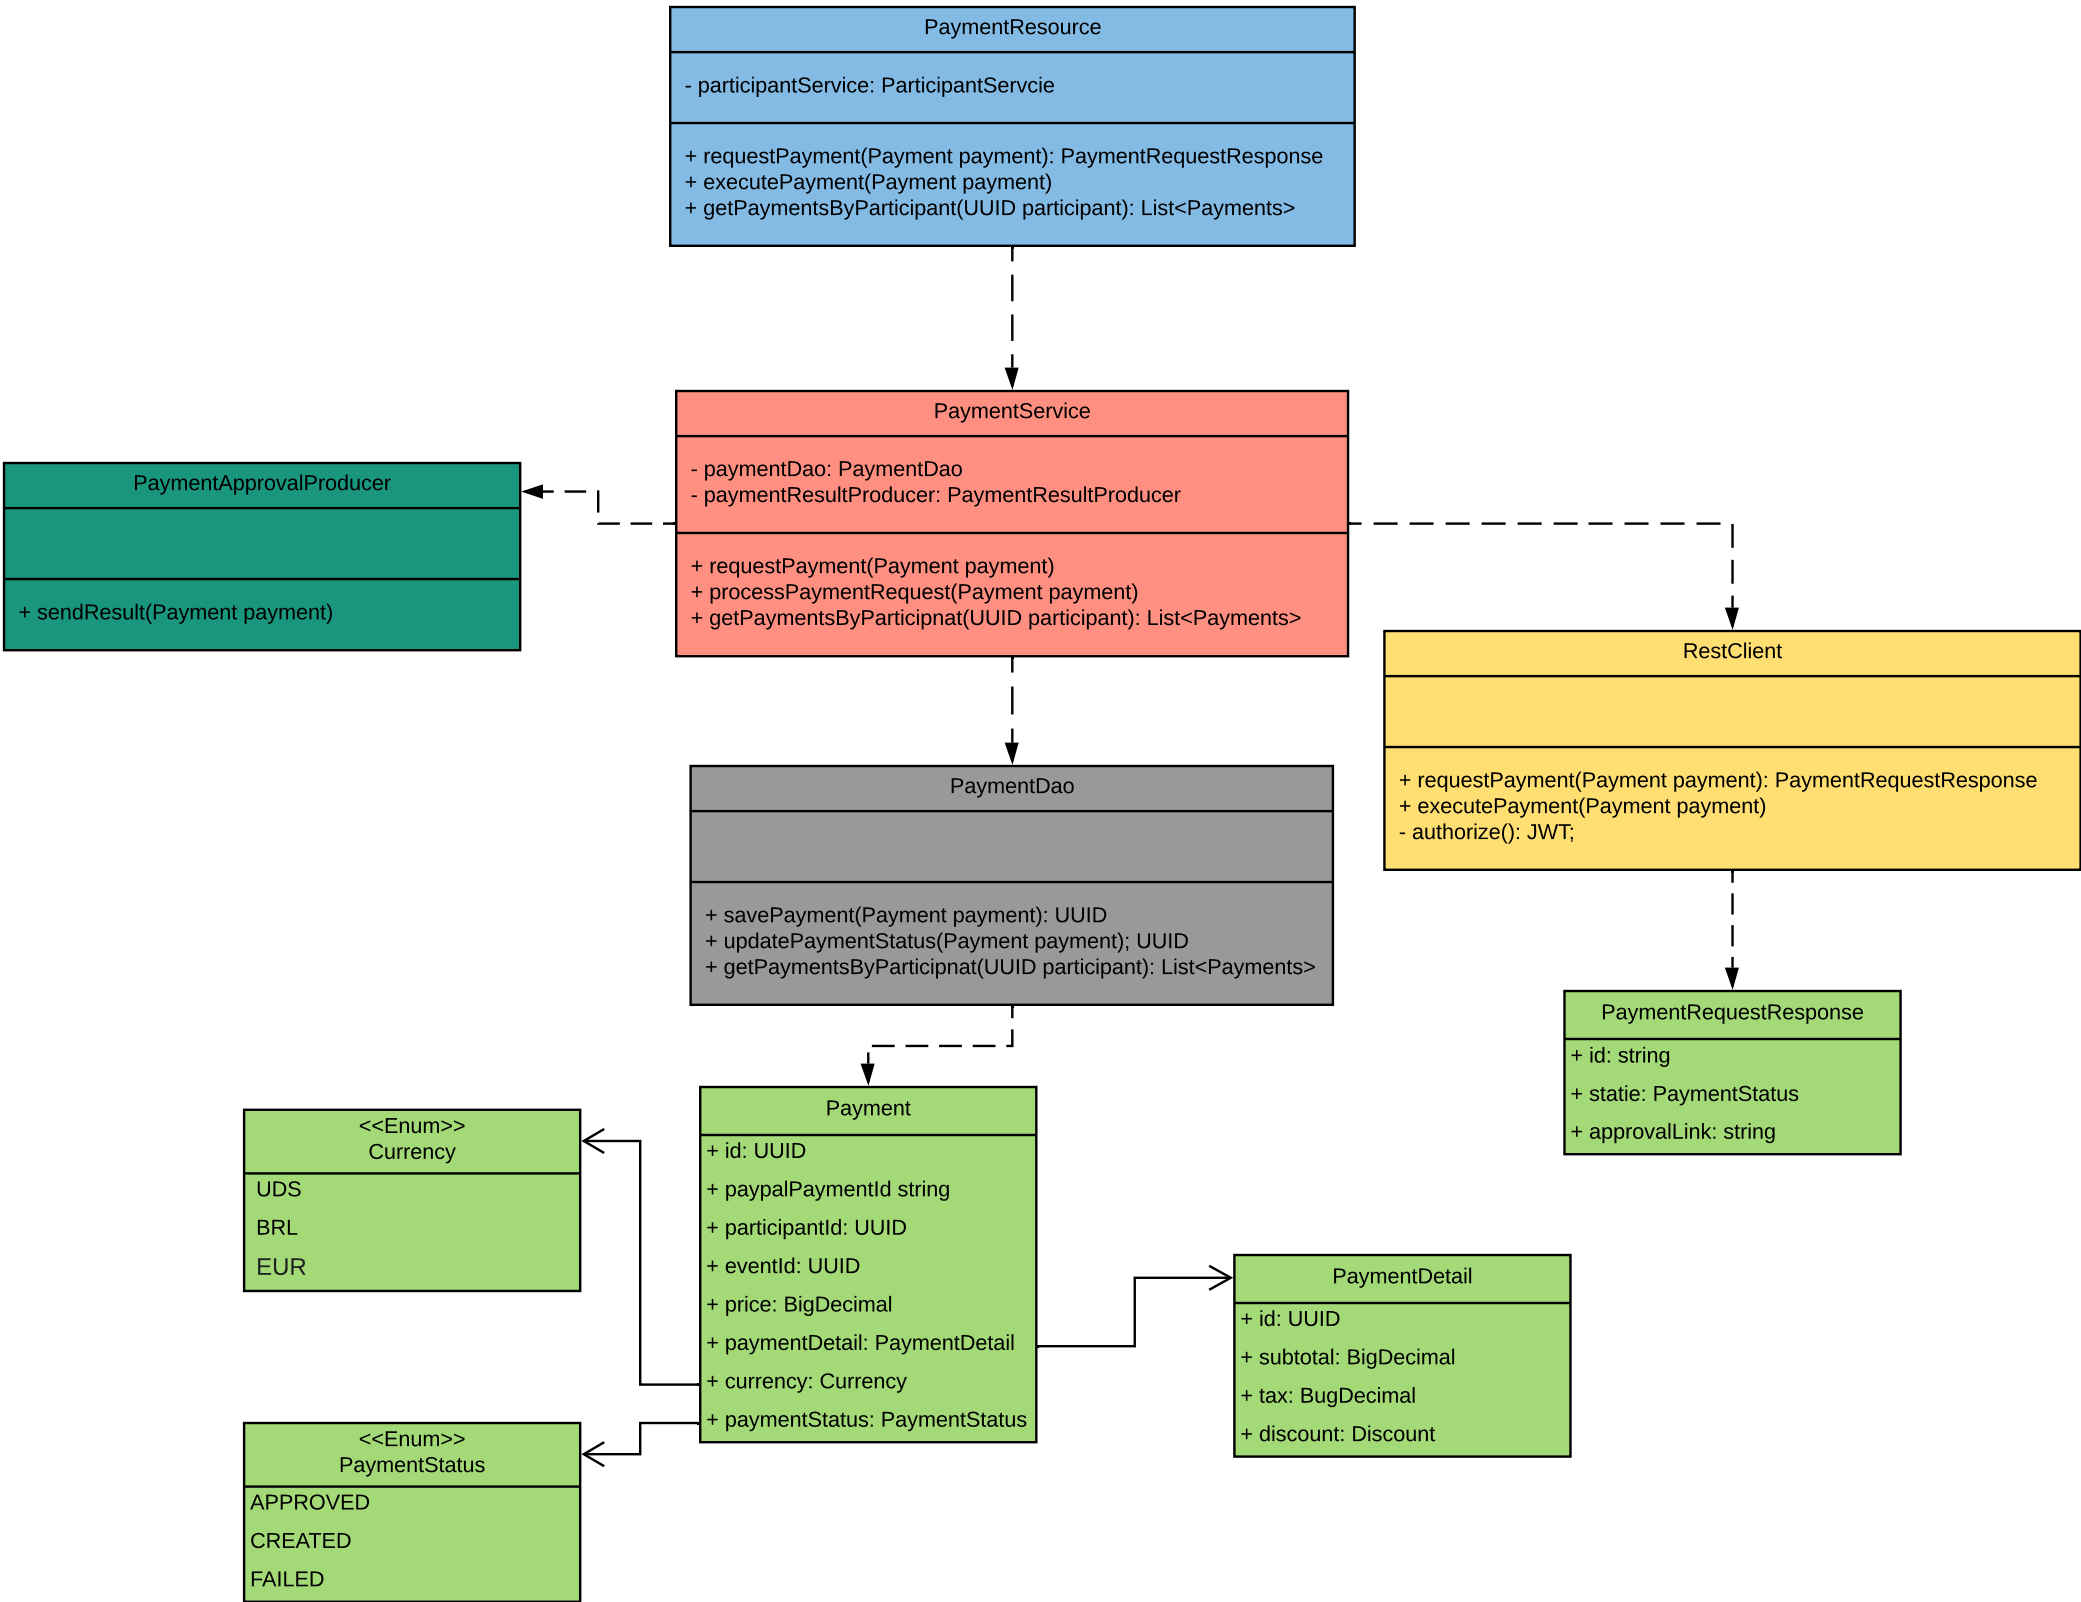 PaymentResource
- participantService: ParticipantServcie
+ requestPayment(Payment payment): PaymentRequestResponse
+ executePayment(Payment payment)
+ getPaymentsByParticipant(UUID participant): List<Payments>
PaymentService
- paymentDao: PaymentDao
- paymentResultProducer: PaymentResultProducer
+ requestPayment(Payment payment)
+ processPaymentRequest(Payment payment)
+ getPaymentsByParticipnat(UUID participant): List<Payments>
PaymentApprovalProducer
+ sendResult(Payment payment)
RestClient
+ requestPayment(Payment payment): PaymentRequestResponse
+ executePayment(Payment payment)
- authorize(): JWT;
PaymentDao
+ savePayment(Payment payment): UUID
+ updatePaymentStatus(Payment payment); UUID
+ getPaymentsByParticipnat(UUID participant): List<Payments>
PaymentRequestResponse
+ id: string
+ statie: PaymentStatus
+ approvalLink: string
Payment
+ id: UUID
+ paypalPaymentId string
+ participantId: UUID
+ eventId: UUID
+ price: BigDecimal
+ paymentDetail: PaymentDetail
+ currency: Currency
+ paymentStatus: PaymentStatus
<<Enum>>
Currency
UDS
BRL
EUR
PaymentDetail
+ id: UUID
+ subtotal: BigDecimal
+ tax: BugDecimal
+ discount: Discount
<<Enum>>
PaymentStatus
APPROVED
CREATED
FAILED